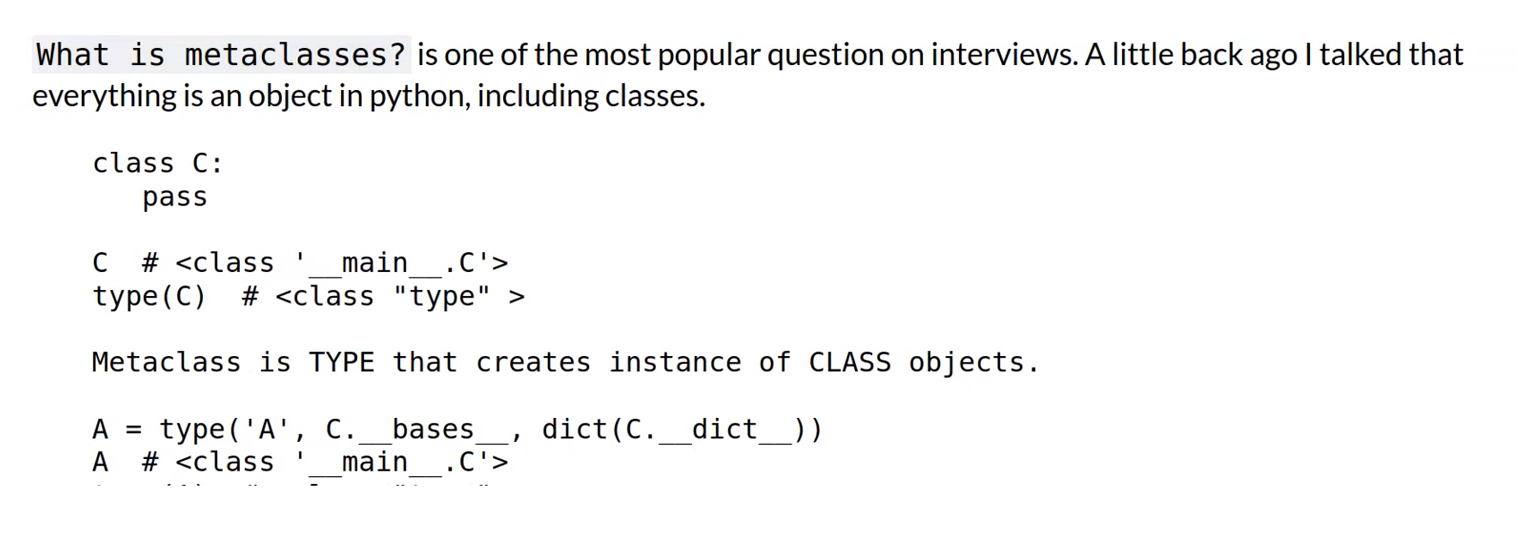 What is metaclasses? is one of the most popular question on interviews. A little back ago I talked that
everything is an object in python, including classes.
class C:
pass
C # <class '__main__.C'>
type(C) # <class "type" >
Metaclass is TYPE that creates instance of CLASS objects.
A = type('A', C.__bases__, dict(C.__dict__))
A # <class '__main__.C'>